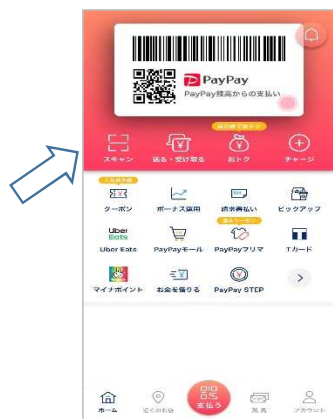 PayPay
PayPay残高からの支払い
スキャン 送る・受け取る おトク チャージ
クーポン ボーナス運用 請求書払い ピックアップ
Uber Eats
Uber Eats PayPayモール PayPayフリマ Tカード
マイナポイント お金を借りる PayPay STEP
ホーム 近くのお店 支払う 残高 アカウント